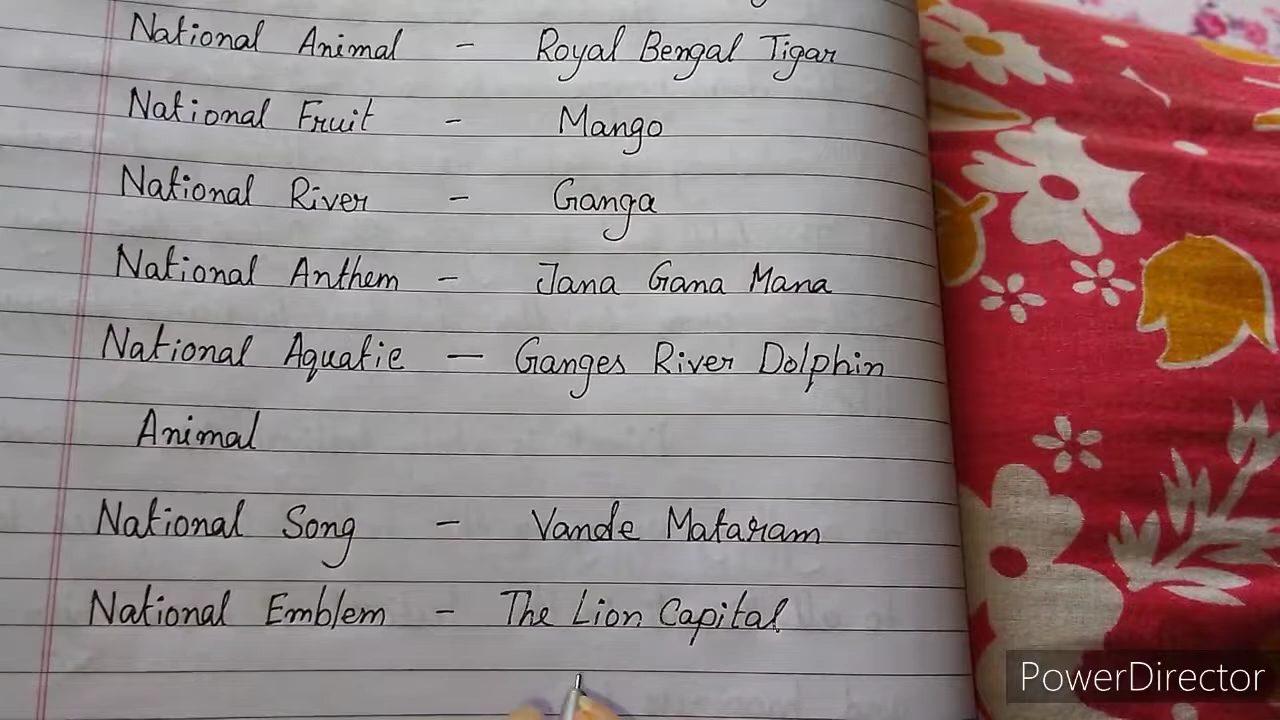 National Animal - Royal Bengal Tigar
National Fruit - Mango
National River - Ganga
National Anthem - Jana Gana Mana
National Aquatic — Ganges River Dolphin
Animal
National Song - Vande Mataram
National Emblem - The Lion Capital
PowerDirector